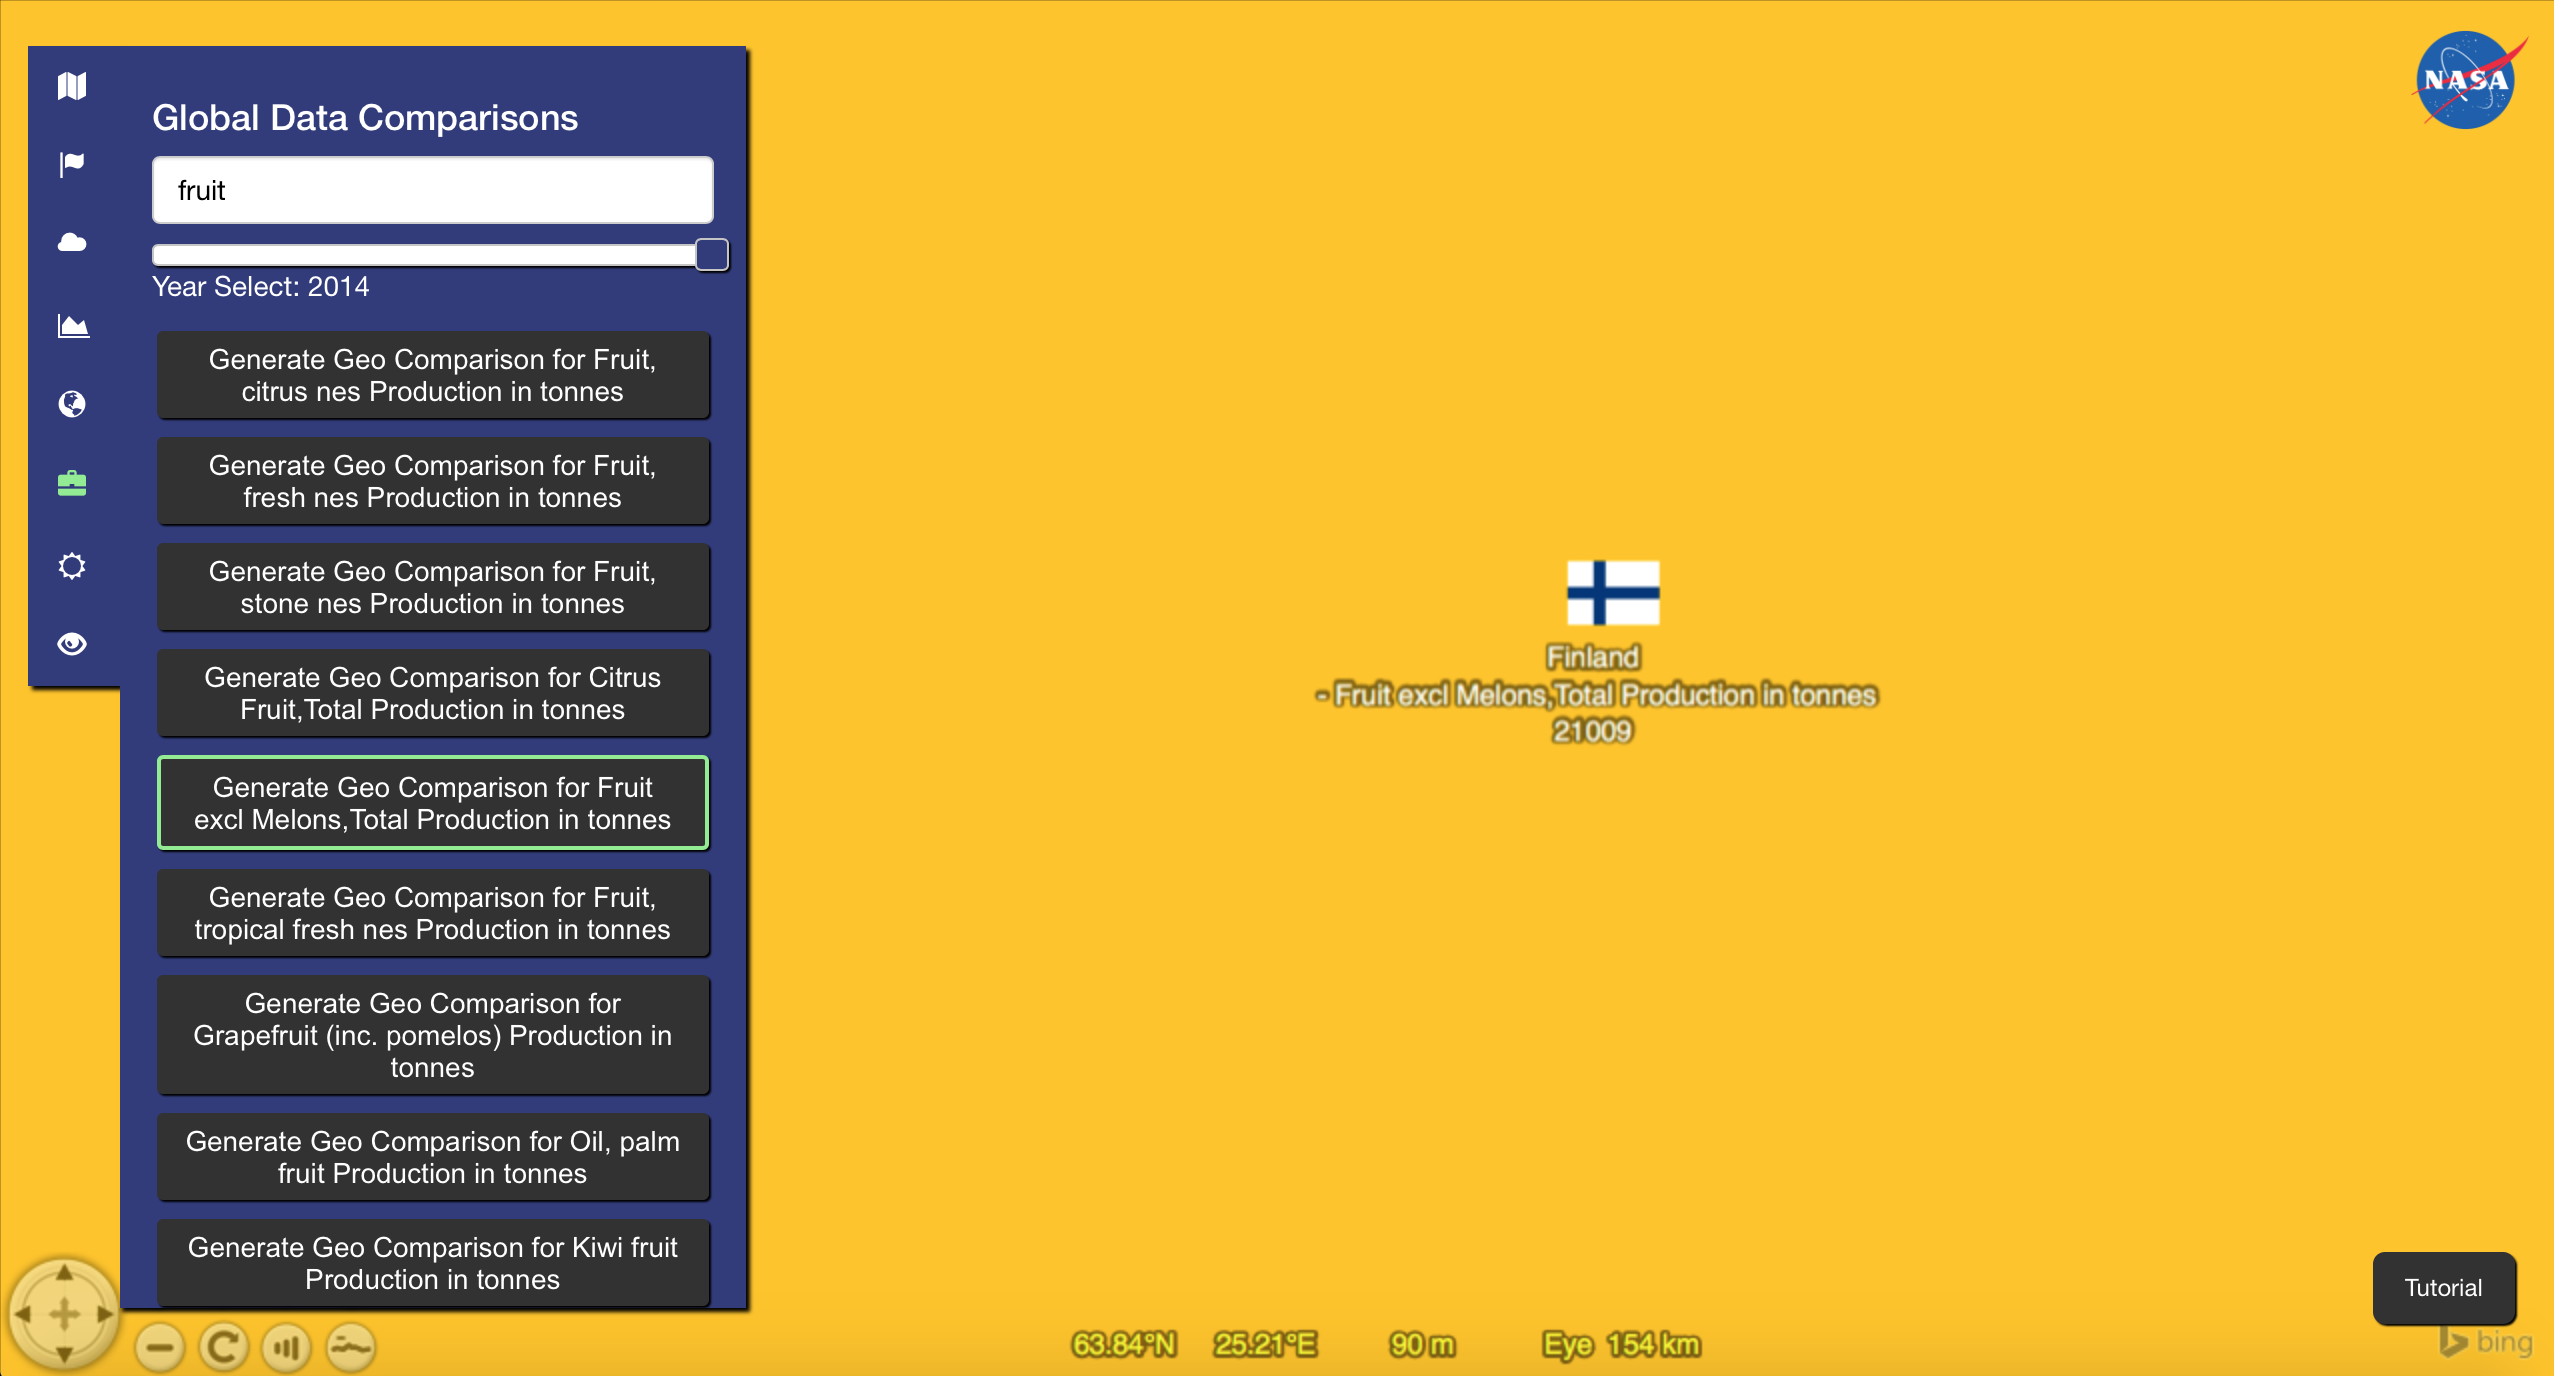 Global Data Comparisons
fruit
Year Select: 2014
Generate Geo Comparison for Fruit,
citrus nes Production in tonnes
Generate Geo Comparison for Fruit,
fresh nes Production in tonnes
Generate Geo Comparison for Fruit,
stone nes Production in tonnes
Generate Geo Comparison for Citrus
Fruit,Total Production in tonnes
Generate Geo Comparison for Fruit
excl Melons,Total Production in tonnes
Generate Geo Comparison for Fruit,
tropical fresh nes Production in tonnes
Generate Geo Comparison for
Grapefruit (inc. pomelos) Production in
tonnes
Generate Geo Comparison for Oil, palm
fruit Production in tonnes
Generate Geo Comparison for Kiwi fruit
Production in tonnes
NASA
Finland
- Fruit excl Melons,Total Production in tonnes
21009
Tutorial
63.84°N 25.21°E 90 m Eye 154 km
bing